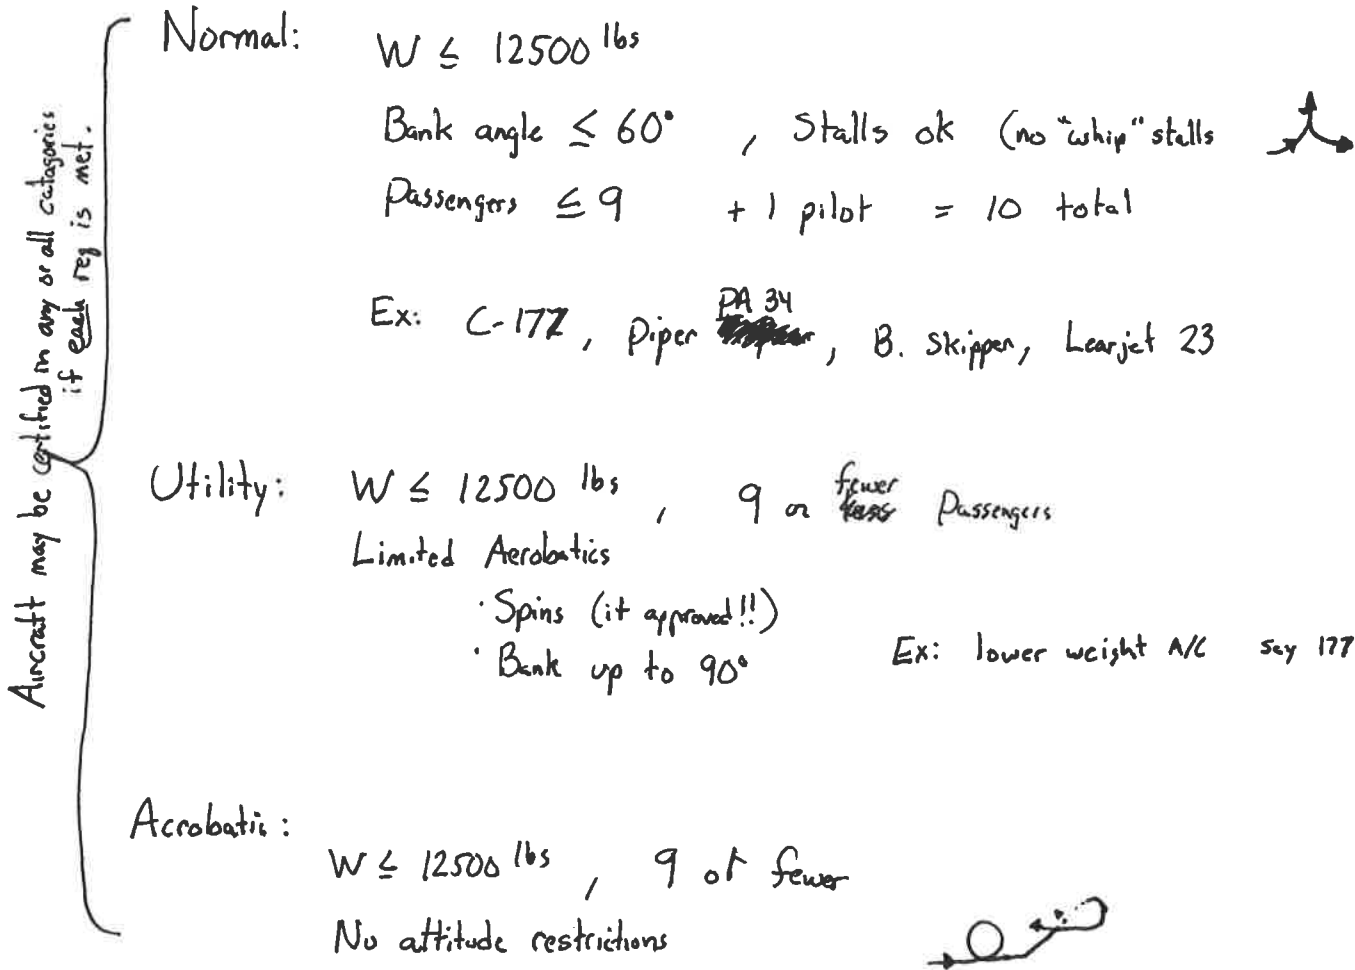 Normal:
W ≤ 12500 lbs
Bank angle ≤ 60° , Stalls ok (no "whip" stalls
Passengers ≤ 9 + 1 pilot = 10 total
Ex: C-177, Piper PA 34, B. Skipper, Learjet 23
Aircraft may be certified in any or all catagories
if each reg is met.
Utility: W ≤ 12500 lbs , 9 or fewer Passengers
Limited Aerobatics
· Spins (if approved!!)
· Bank up to 90°
Ex: lower weight A/C say 177
Acrobatic:
W ≤ 12500 lbs , 9 or fewer
No attitude restrictions